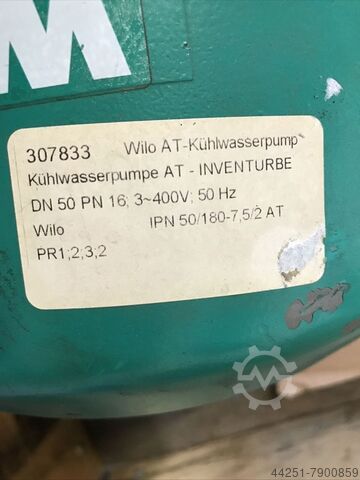 M
307833 Wilo AT-Kühlwasserpump
Kühlwasserpumpe AT - INVENTURBE
DN 50 PN 16; 3~400V; 50 Hz
Wilo IPN 50/180-7,5/2 AT
PR1;2,3,2
44251-7900859